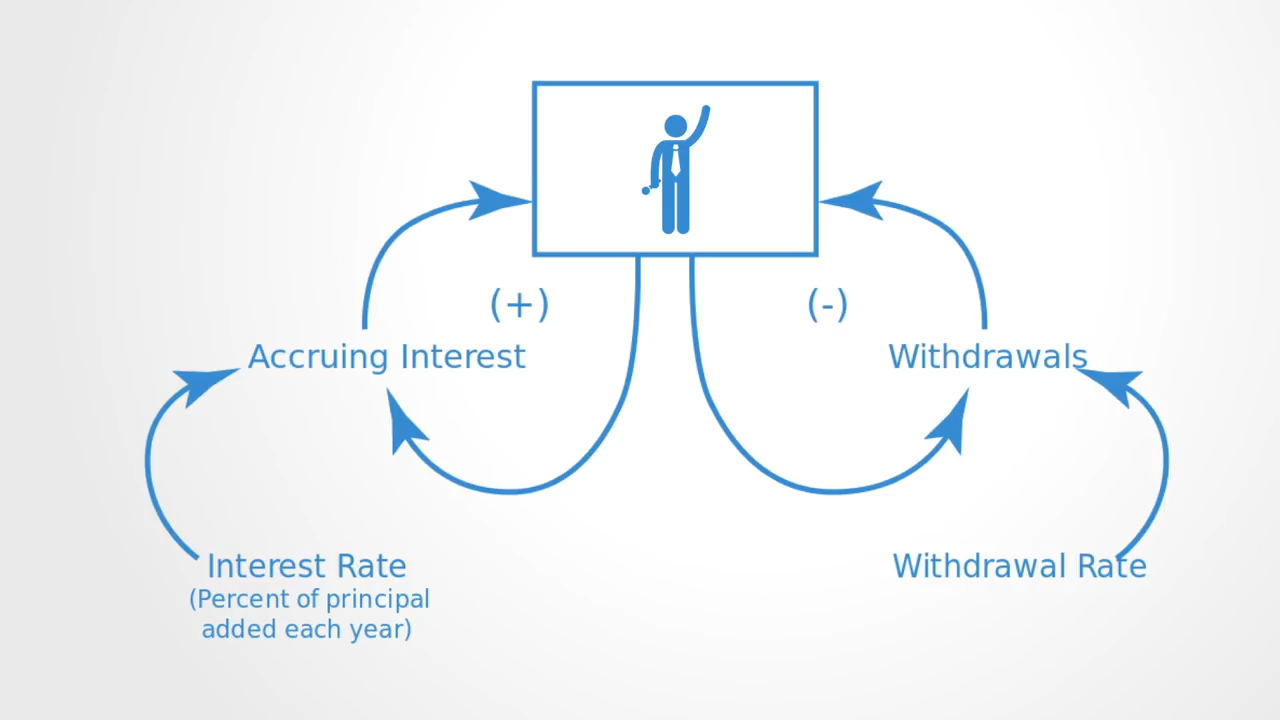 (+)
(-)
Accruing Interest
Withdrawals
Interest Rate
(Percent of principal
added each year)
Withdrawal Rate